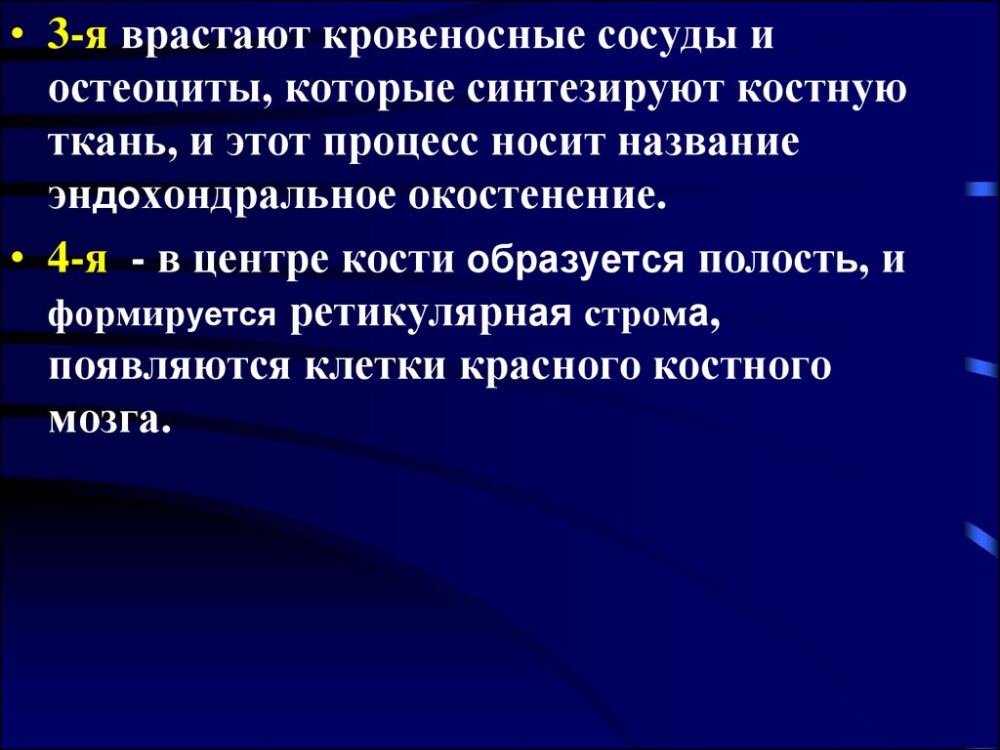 • 3-я врастают кровеносные сосуды и
остеоциты, которые синтезируют костную
ткань, и этот процесс носит название
эндохондральное окостенение.
• 4-я - в центре кости образуется полость, и
формируется ретикулярная строма,
появляются клетки красного костного
мозга.